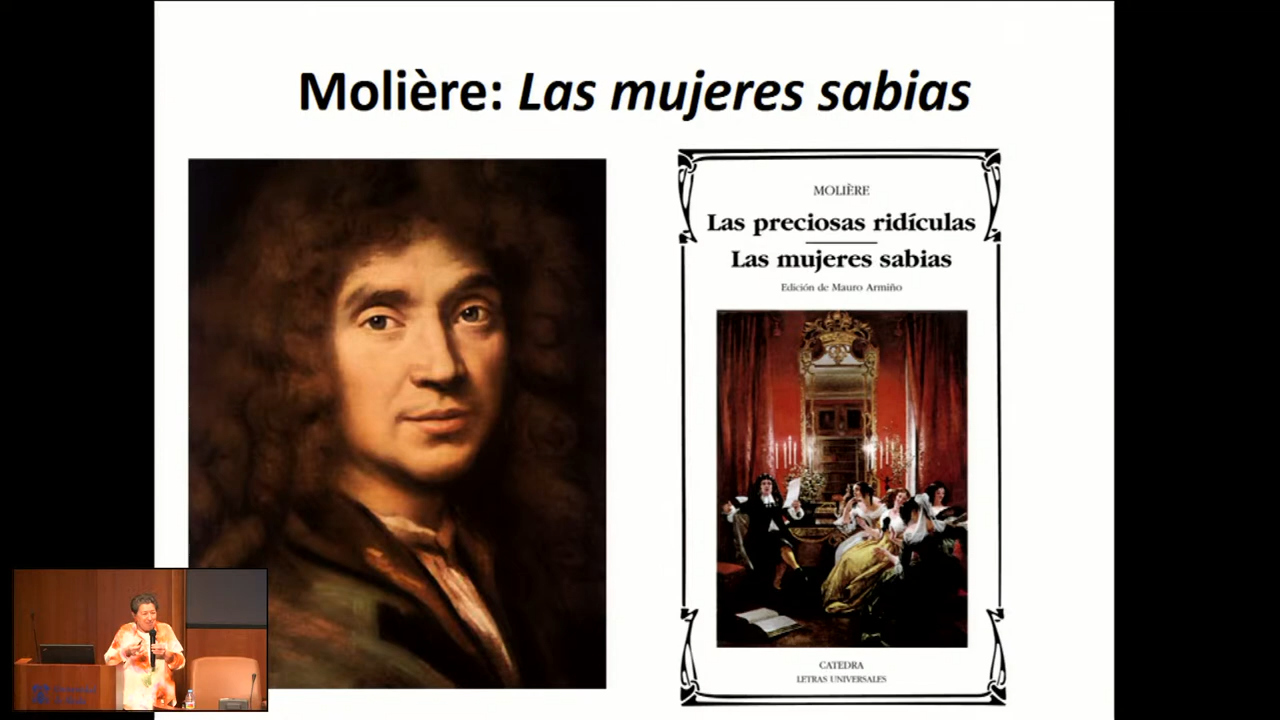 Molière: Las mujeres sabias
MOLIÈRE
Las preciosas ridículas
Las mujeres sabias
Edición de Mauro Armiño
CATEDRA
LETRAS UNIVERSALES